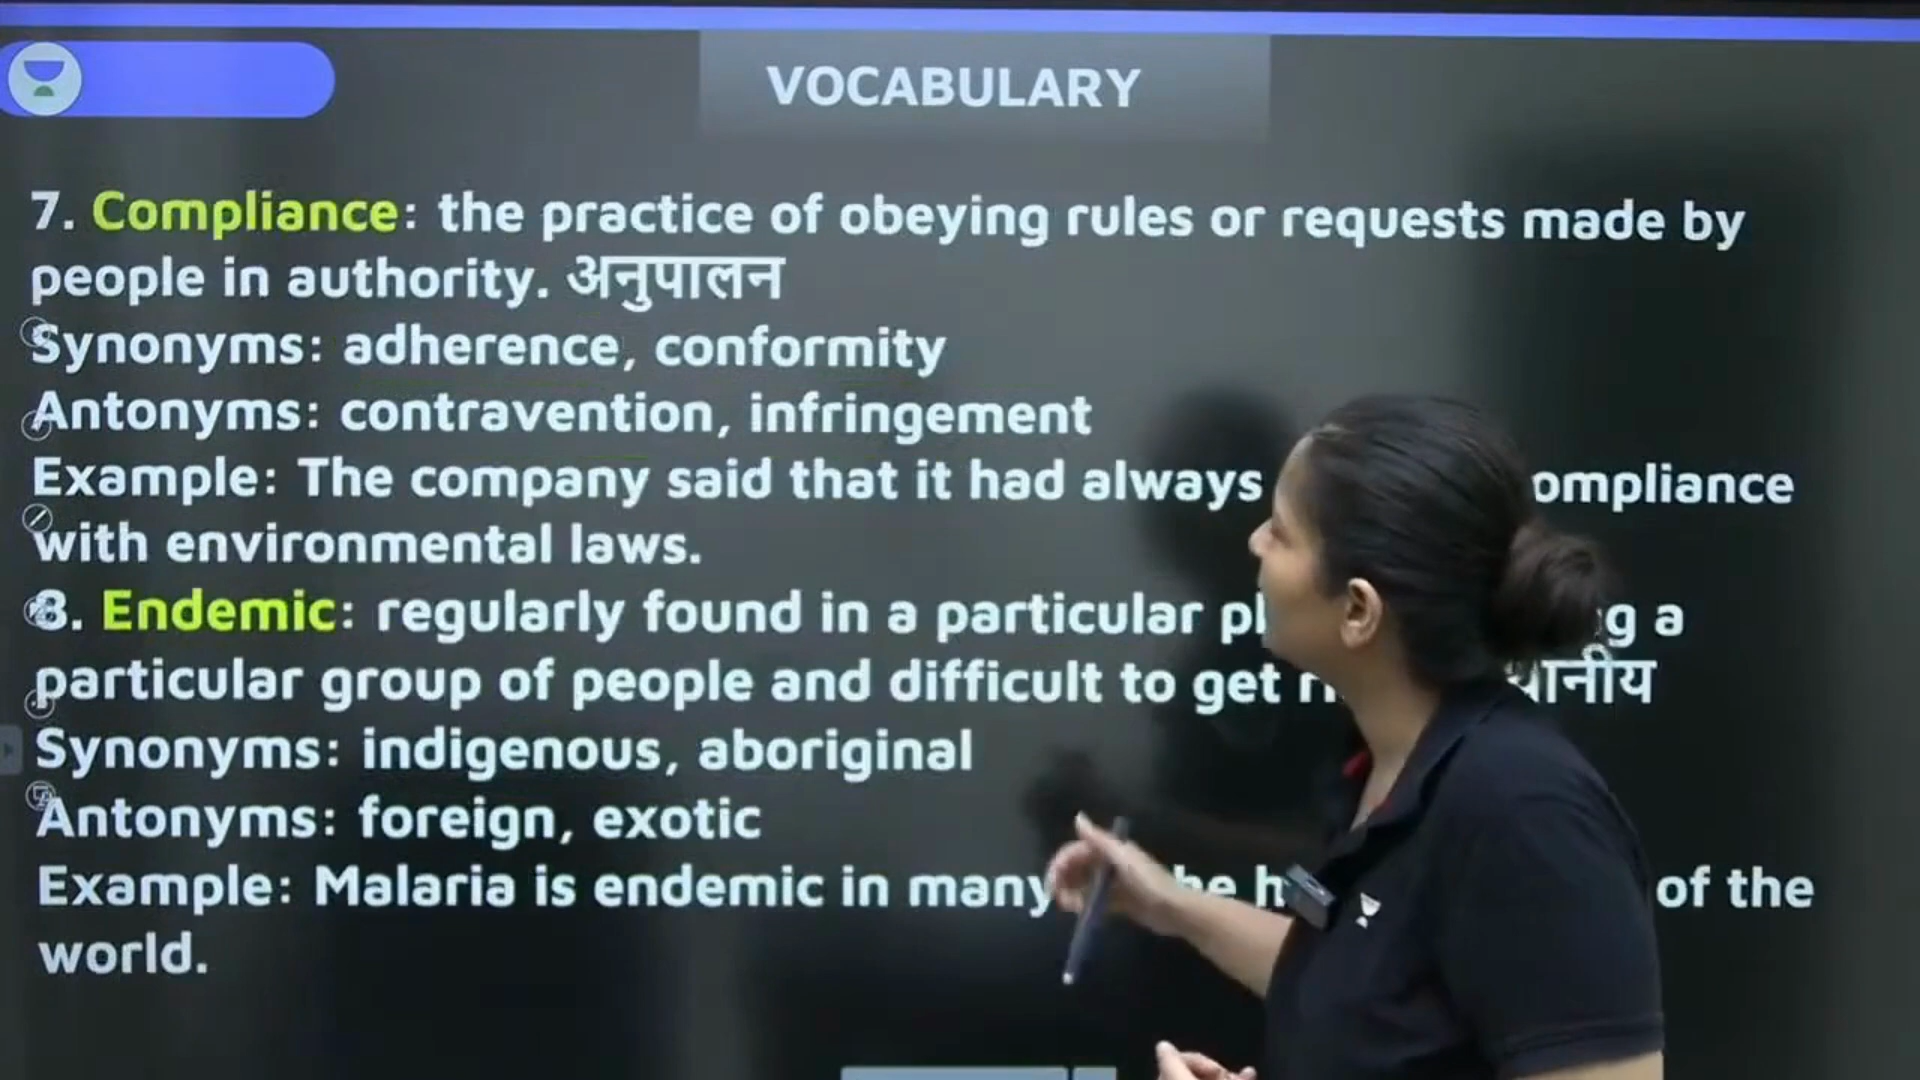 VOCABULARY
7. Compliance: the practice of obeying rules or requests made by
people in authority. अनुपालन
Synonyms: adherence, conformity
Antonyms: contravention, infringement
Example: The company said that it had always
with environmental laws.
8. Endemic: regularly found in a particular a
particular group of people and difficult to get
Synonyms: indigenous, aboriginal
Antonyms: foreign, exotic
Example: Malaria is endemic in many of the
world.